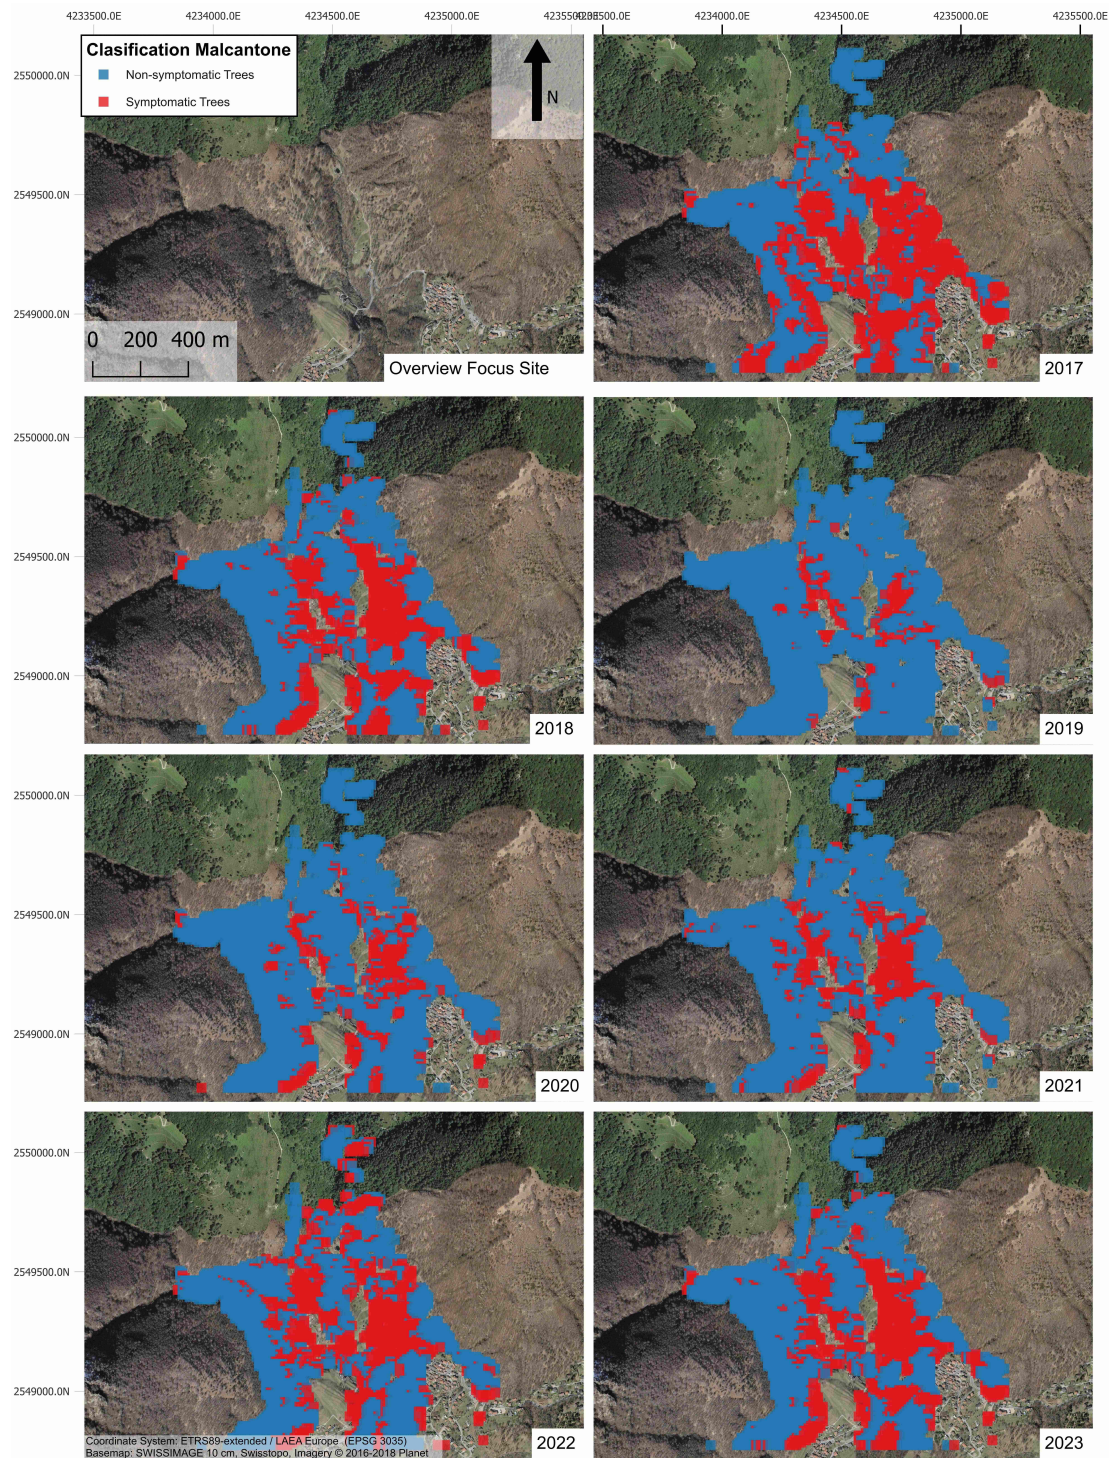 4233500.0E 4234000.0E 4234500.0E 4235000.0E 4234000.0E 4234500.0E 4235000.0E 4235500.0E
Clasification Malcantone
Non-symptomatic Trees
Symptomatic Trees
N
2550000.0N
2549500.0N
2549000.0N
0 200 400 m
Overview Focus Site
2017
2550000.0N
2549500.0N
2549000.0N
2018
2019
2550000.0N
2549500.0N
2549000.0N
2020
2021
2550000.0N
2549500.0N
2549000.0N
Coordinate System: ETRS89-extended / LAEA Europe (EPSG 3035)
Basemap: SWISSIMAGE 10 cm, Swisstopo, Imagery © 2016-2018 Planet
2022
2023